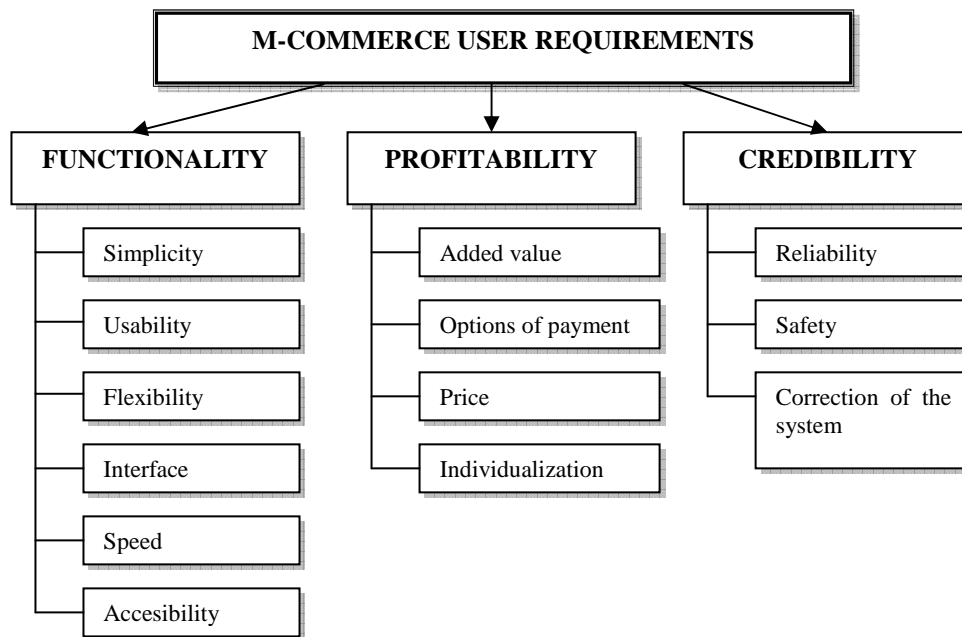 M-COMMERCE USER REQUIREMENTS
FUNCTIONALITY
Simplicity
Usability
Flexibility
Interface
Speed
Accesibility
PROFITABILITY
Added value
Options of payment
Price
Individualization
CREDIBILITY
Reliability
Safety
Correction of the
system